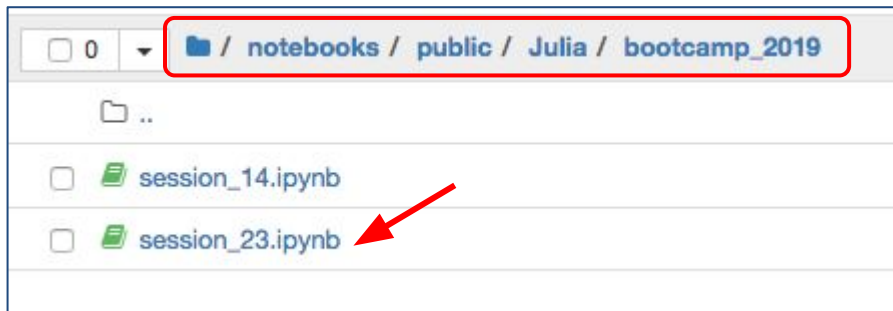 0 / notebooks / public / Julia / bootcamp_2019
..
session_14.ipynb
session_23.ipynb